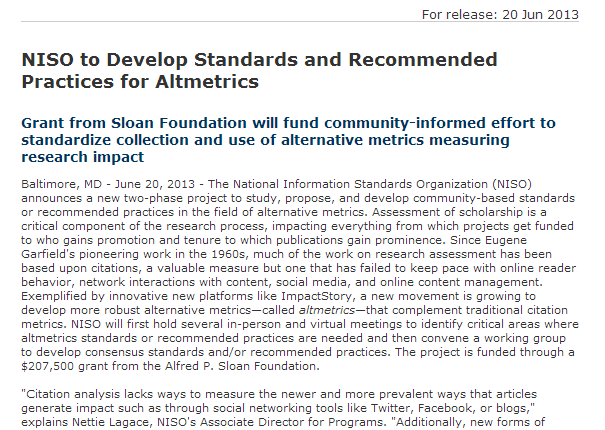 For release: 20 Jun 2013
NISO to Develop Standards and Recommended
Practices for Altmetrics
Grant from Sloan Foundation will fund community-informed effort to
standardize collection and use of alternative metrics measuring
research impact
Baltimore, MD - June 20, 2013 - The National Information Standards Organization (NISO)
announces a new two-phase project to study, propose, and develop community-based standards
or recommended practices in the field of alternative metrics. Assessment of scholarship is a
critical component of the research process, impacting everything from which projects get funded
to who gains promotion and tenure to which publications gain prominence. Since Eugene
Garfield's pioneering work in the 1960s, much of the work on research assessment has been
based upon citations, a valuable measure but one that has failed to keep pace with online reader
behavior, network interactions with content, social media, and online content management.
Exemplified by innovative new platforms like ImpactStory, a new movement is growing to
develop more robust alternative metrics—called altmetrics—that complement traditional citation
metrics. NISO will first hold several in-person and virtual meetings to identify critical areas where
altmetrics standards or recommended practices are needed and then convene a working group
to develop consensus standards and/or recommended practices. The project is funded through a
$207,500 grant from the Alfred P. Sloan Foundation.
"Citation analysis lacks ways to measure the newer and more prevalent ways that articles
generate impact such as through social networking tools like Twitter, Facebook, or blogs,"
explains Nettie Lagace, NISO's Associate Director for Programs. "Additionally, new forms of